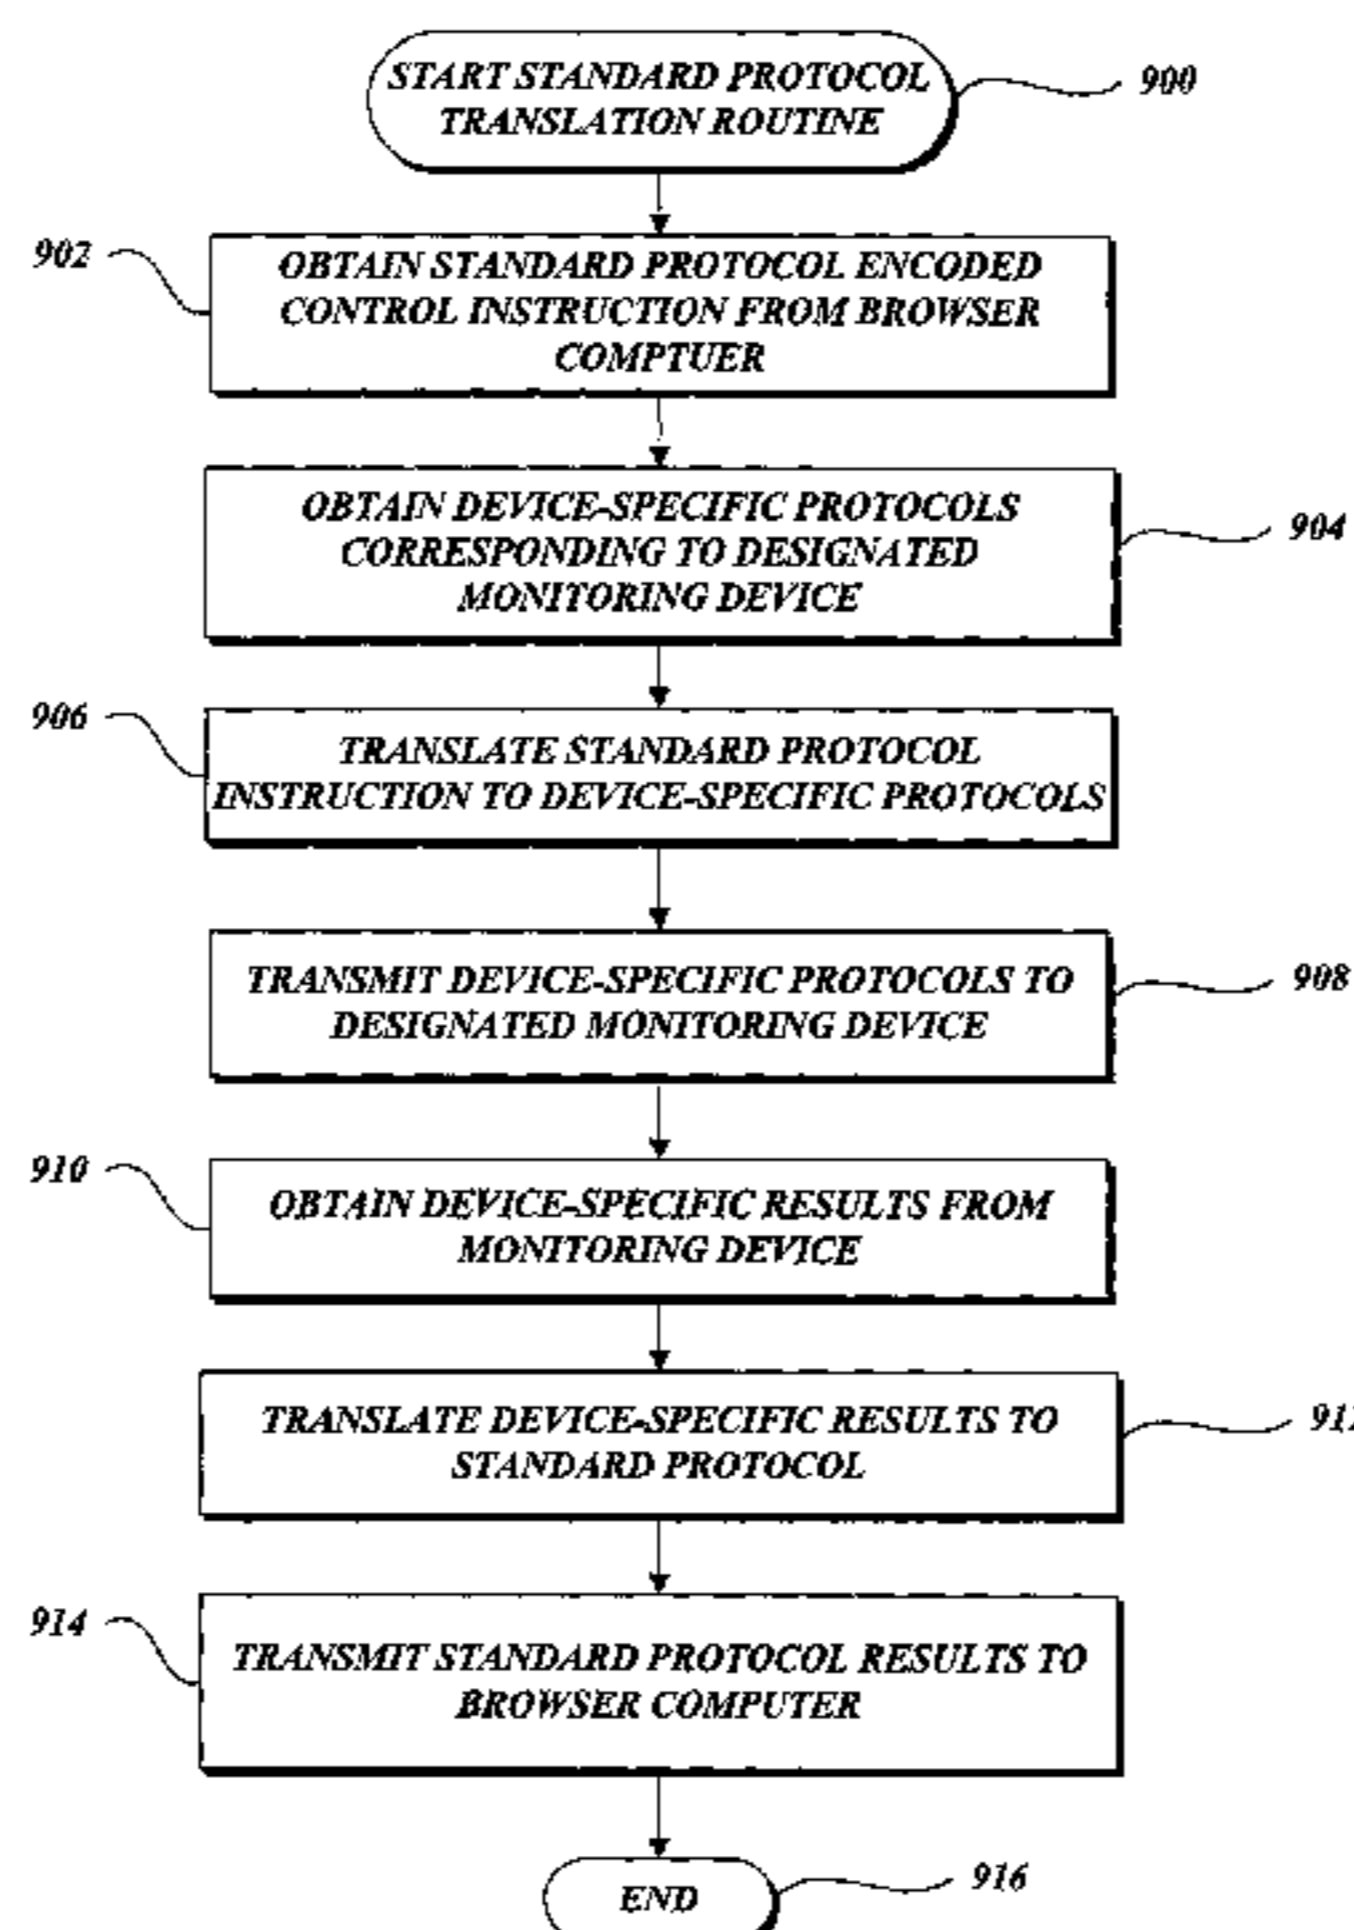 START STANDARD PROTOCOL
TRANSLATION ROUTINE
900
902
OBTAIN STANDARD PROTOCOL ENCODED
CONTROL INSTRUCTION FROM BROWSER
COMPTUER
OBTAIN DEVICE-SPECIFIC PROTOCOLS
CORRESPONDING TO DESIGNATED
MONITORING DEVICE
904
906
TRANSLATE STANDARD PROTOCOL
INSTRUCTION TO DEVICE-SPECIFIC PROTOCOLS
TRANSMIT DEVICE-SPECIFIC PROTOCOLS TO
DESIGNATED MONITORING DEVICE
908
910
OBTAIN DEVICE-SPECIFIC RESULTS FROM
MONITORING DEVICE
TRANSLATE DEVICE-SPECIFIC RESULTS TO
STANDARD PROTOCOL
914
TRANSMIT STANDARD PROTOCOL RESULTS TO
BROWSER COMPUTER
END
916